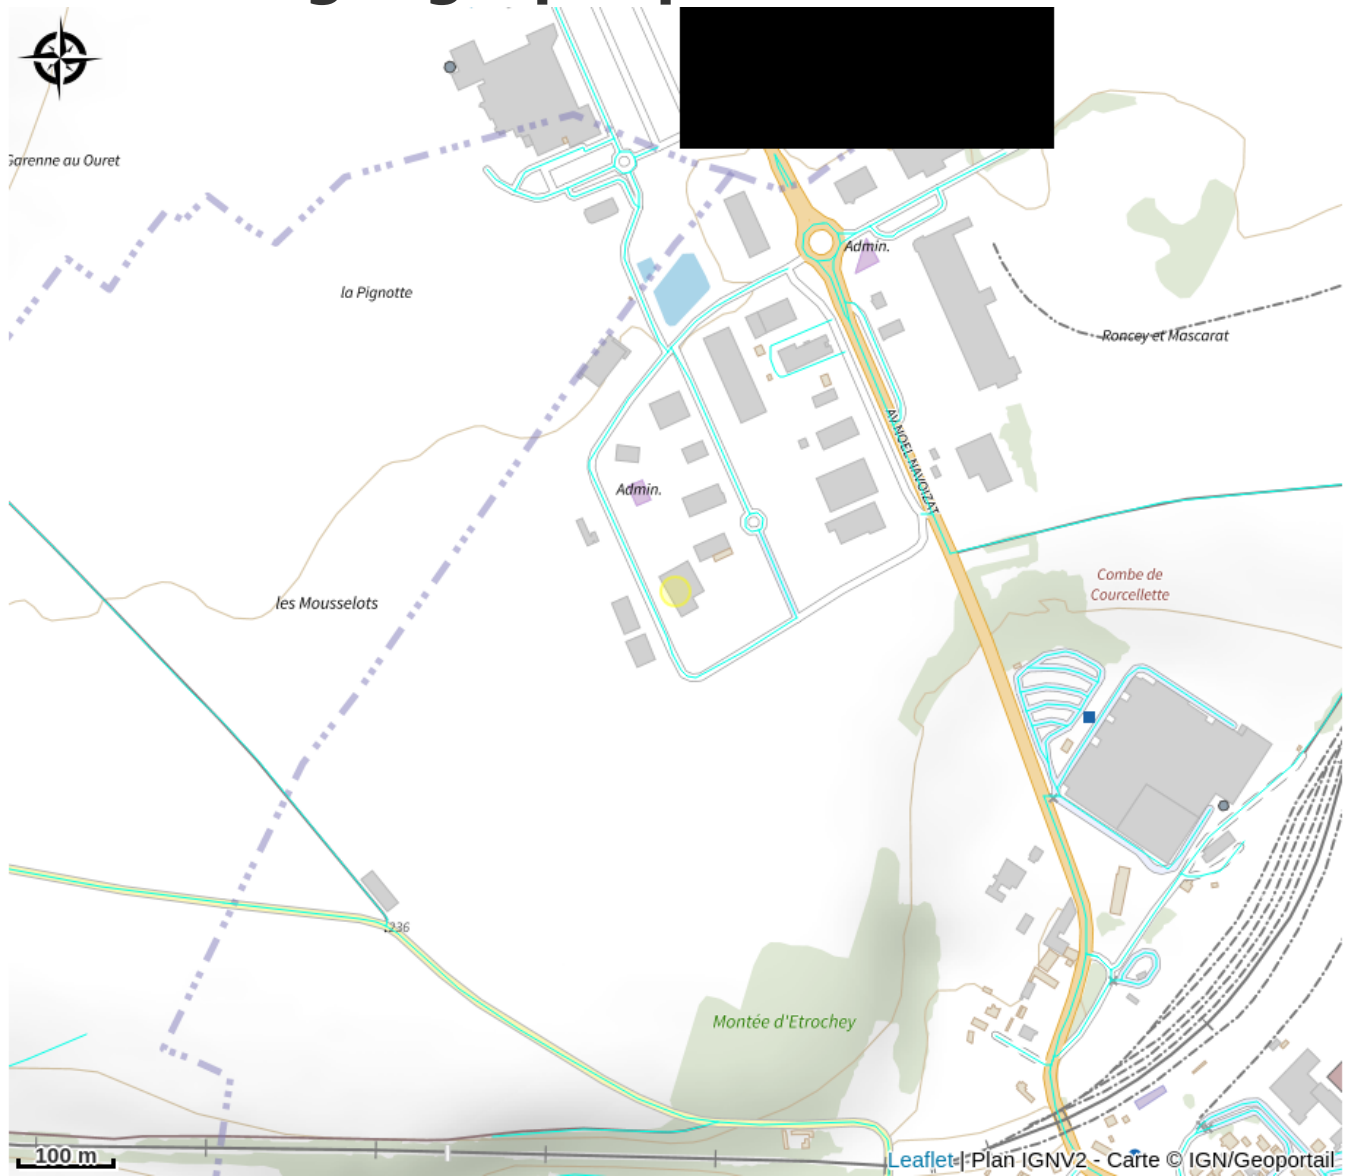 Garenne au Ouret
la Pignotte
Admin.
Roncey et Mascarat
AV NOEL NAVOIZAT
Admin.
Combe de
Courcellette
les Mousselots
236
Montée d'Etrochey
100 m
Leaflet | Plan IGNV2 - Carte © IGN/Geoportail